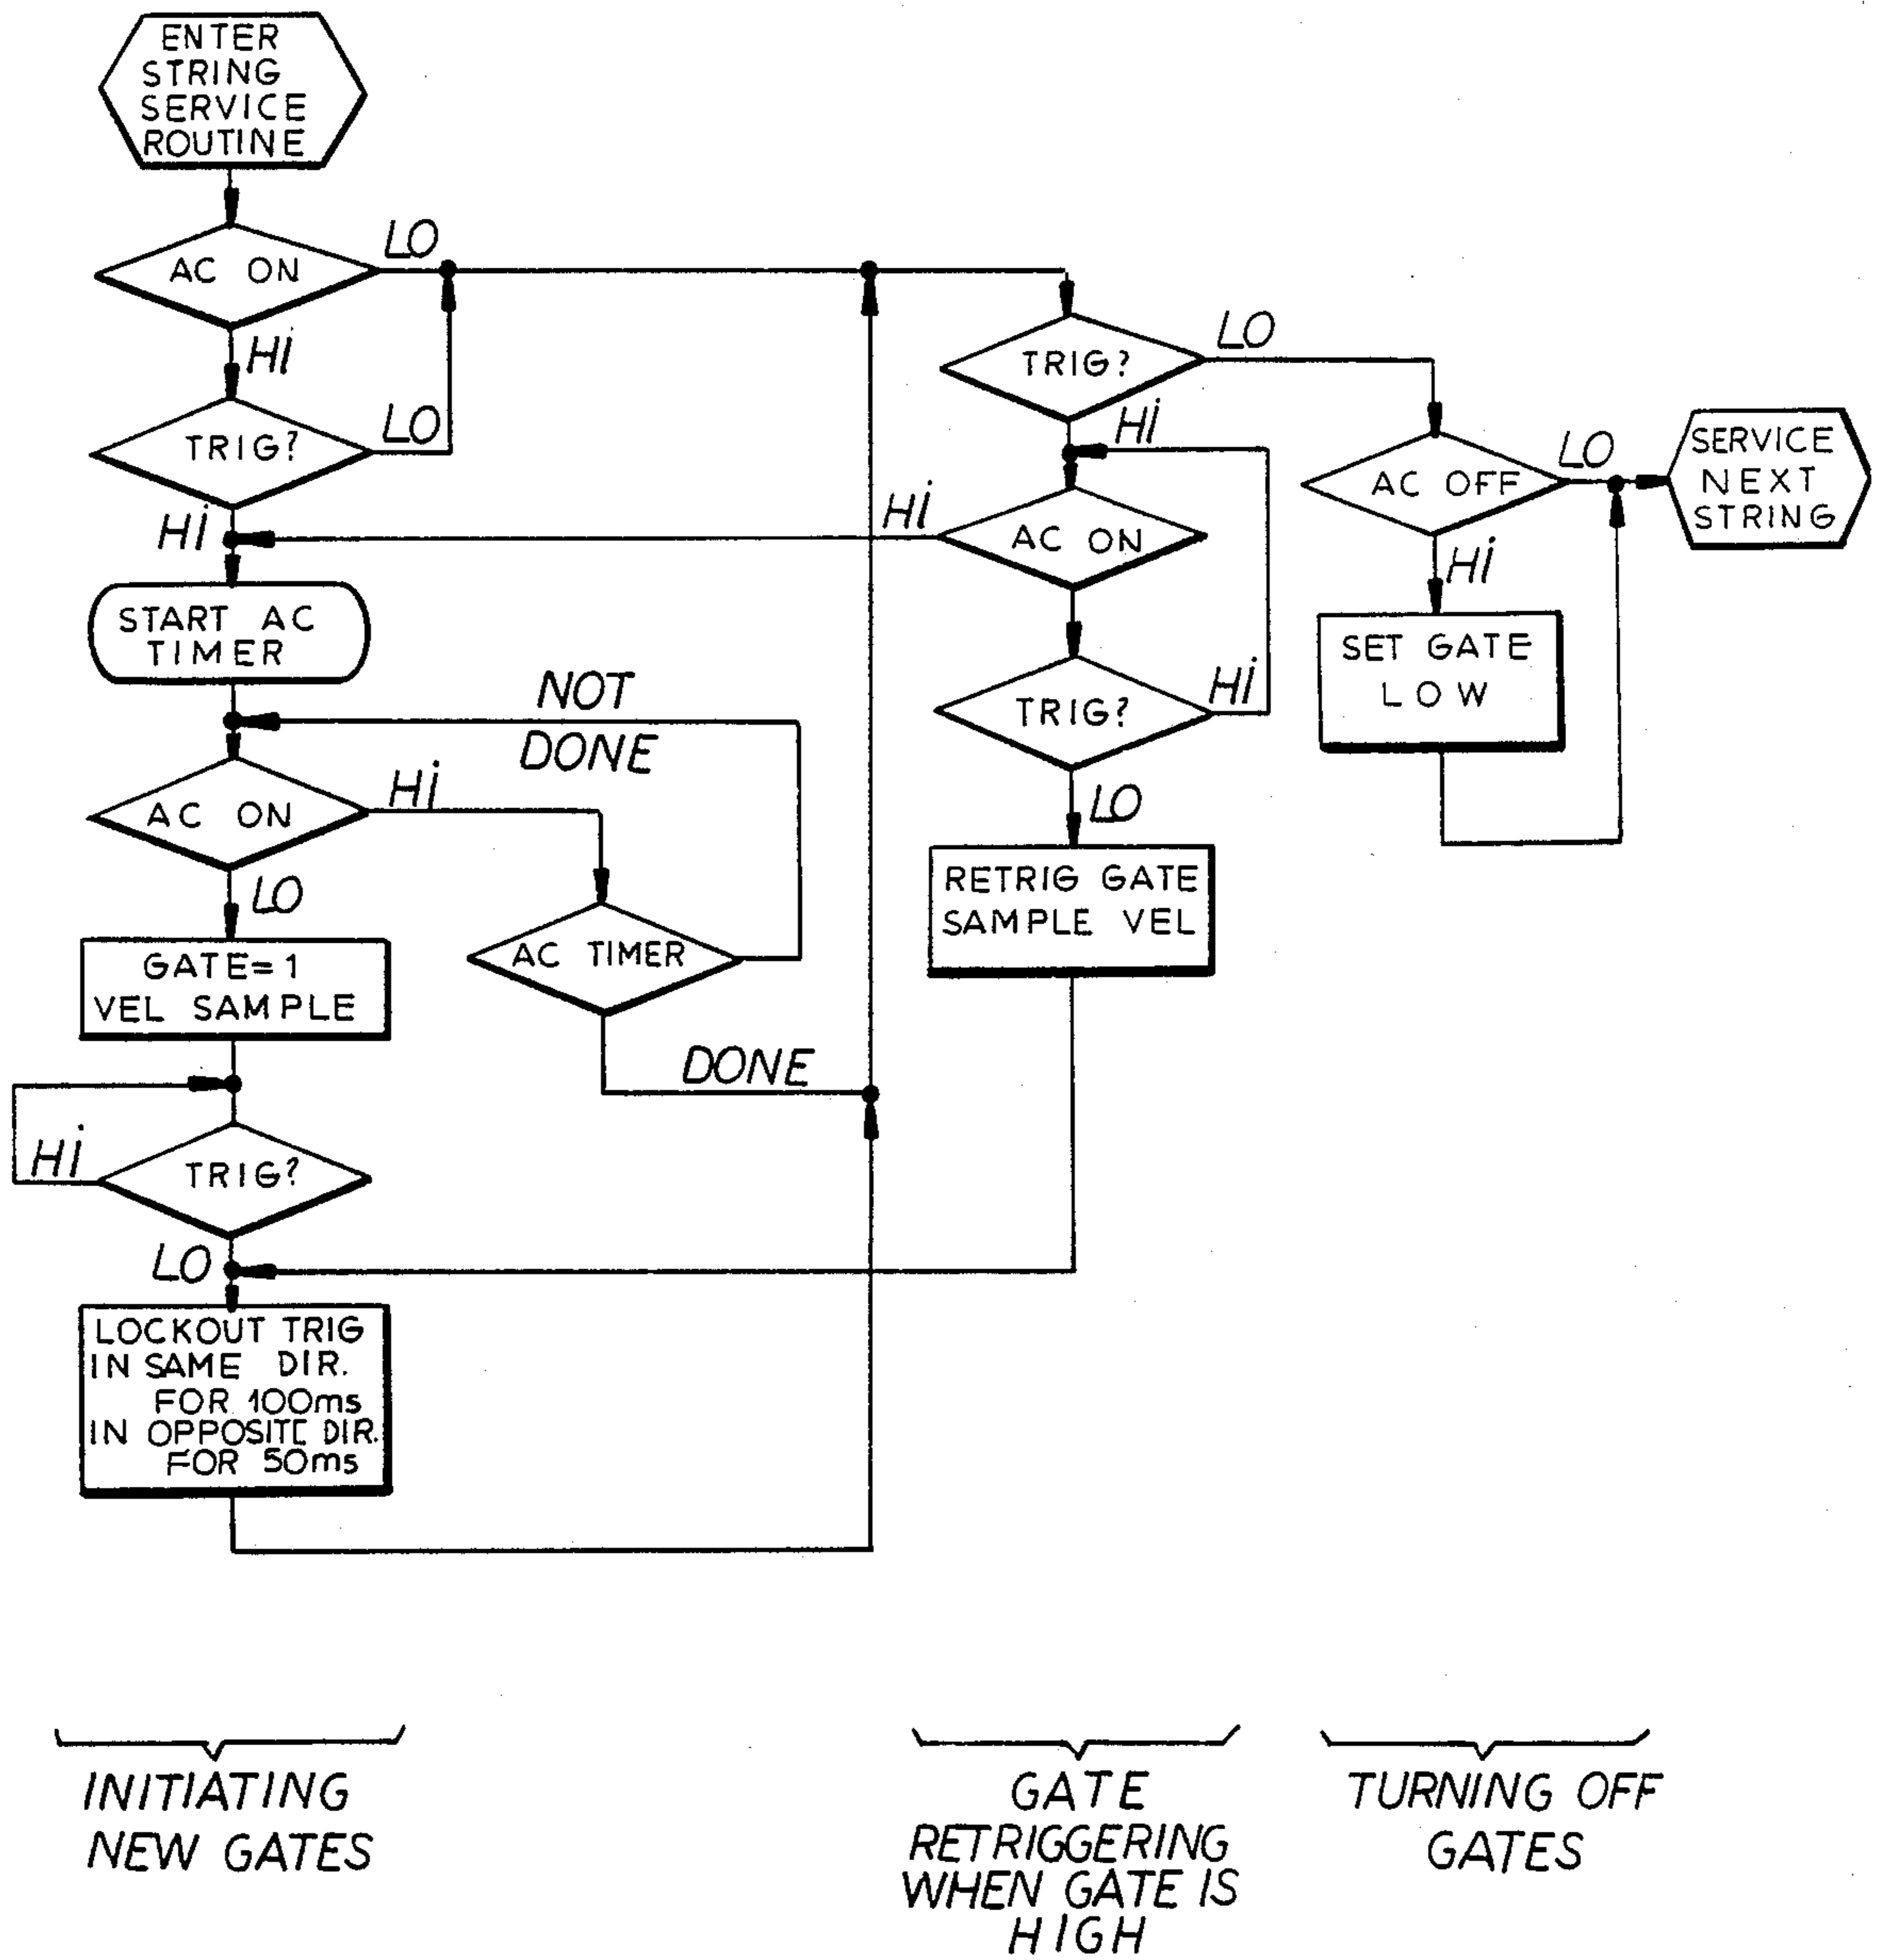 ENTER
STRING
SERVICE
ROUTINE
AC ON
LO
Hi
TRIG?
LO
Hi
START AC
TIMER
NOT
DONE
AC ON
Hi
LO
AC TIMER
DONE
GATE=1
VEL SAMPLE
Hi
TRIG?
LO
LOCKOUT TRIG
IN SAME DIR.
FOR 100ms
IN OPPOSITE DIR.
FOR 50ms
TRIG?
LO
Hi
AC ON
Hi
TRIG?
Hi
LO
RETRIG GATE
SAMPLE VEL
AC OFF
LO
Hi
SET GATE
LOW
SERVICE
NEXT
STRING
INITIATING
NEW GATES
GATE
RETRIGGERING
WHEN GATE IS
HIGH
TURNING OFF
GATES